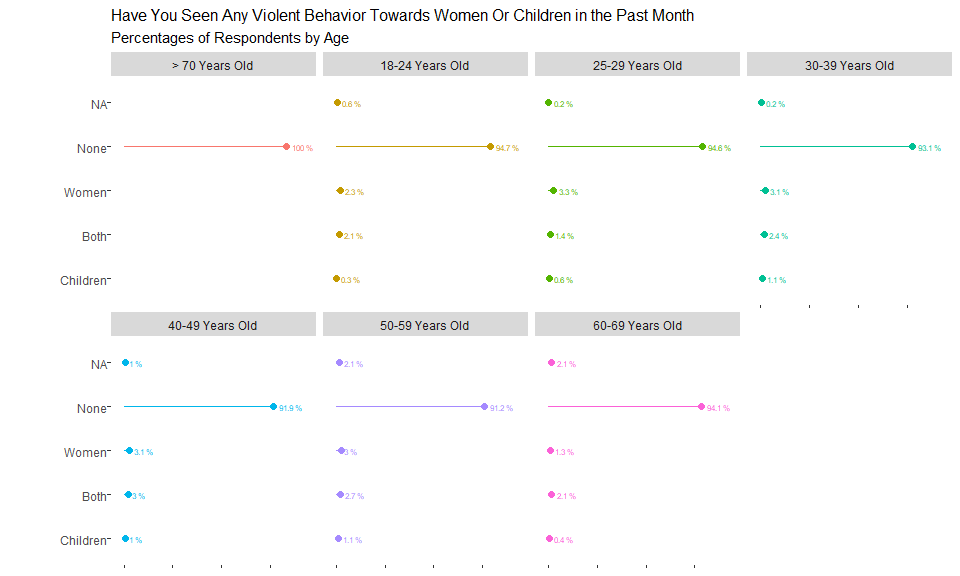 Have You Seen Any Violent Behavior Towards Women Or Children in the Past Month
Percentages of Respondents by Age
> 70 Years Old 18-24 Years Old 25-29 Years Old 30-39 Years Old
NA 0.6 % 0.2 % 0.2 %
None 100 % 94.7 % 94.6 % 93.1 %
Women 2.3 % 3.3 % 3.1 %
Both 2.1 % 1.4 % 2.4 %
Children 0.3 % 0.6 % 1.1 %
40-49 Years Old 50-59 Years Old 60-69 Years Old
NA 1 % 2.1 % 2.1 %
None 91.9 % 91.2 % 94.1 %
Women 3.1 % 3 % 1.3 %
Both 3 % 2.7 % 2.1 %
Children 1 % 1.1 % 0.4 %